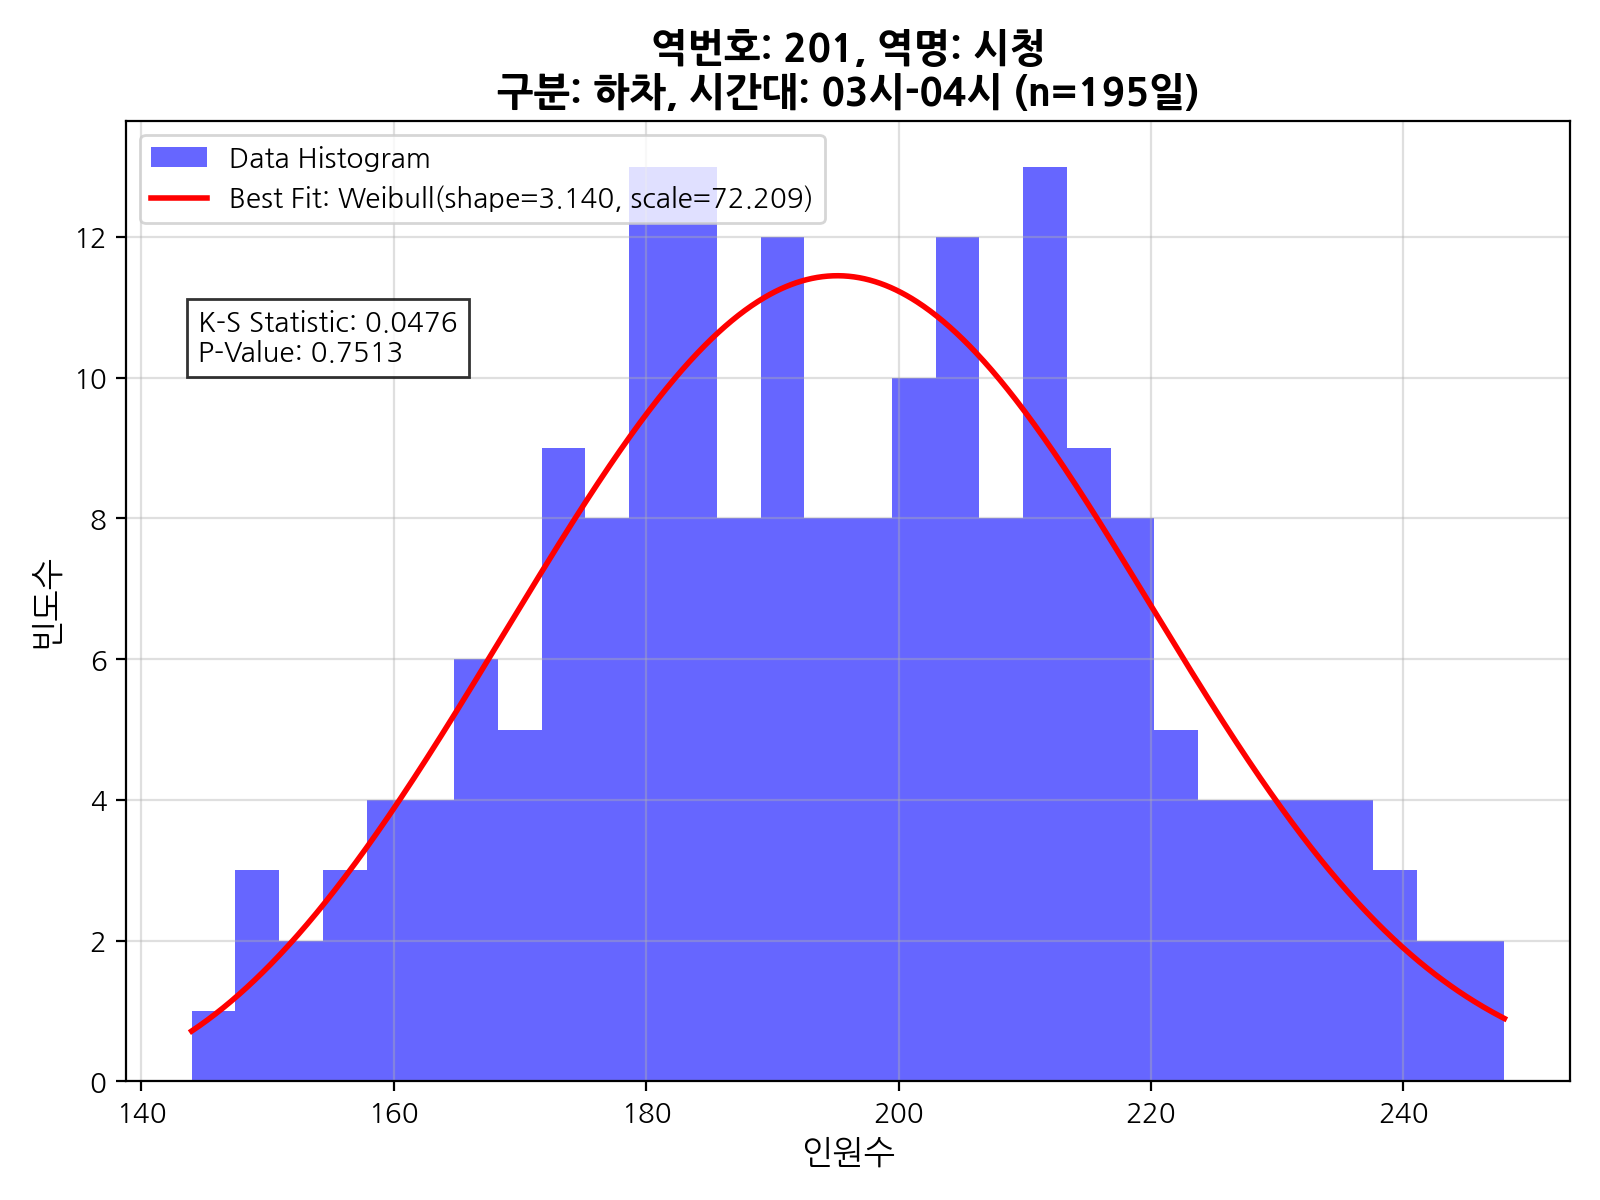 역번호: 201, 역명: 시청
구분: 하차, 시간대: 03시-04시 (n=195일)
Data Histogram
Best Fit: Weibull(shape=3.140, scale=72.209)
K-S Statistic: 0.0476
P-Value: 0.7513
빈도수
12
10
8
6
4
2
0
140 160 180 200 220 240
인원수